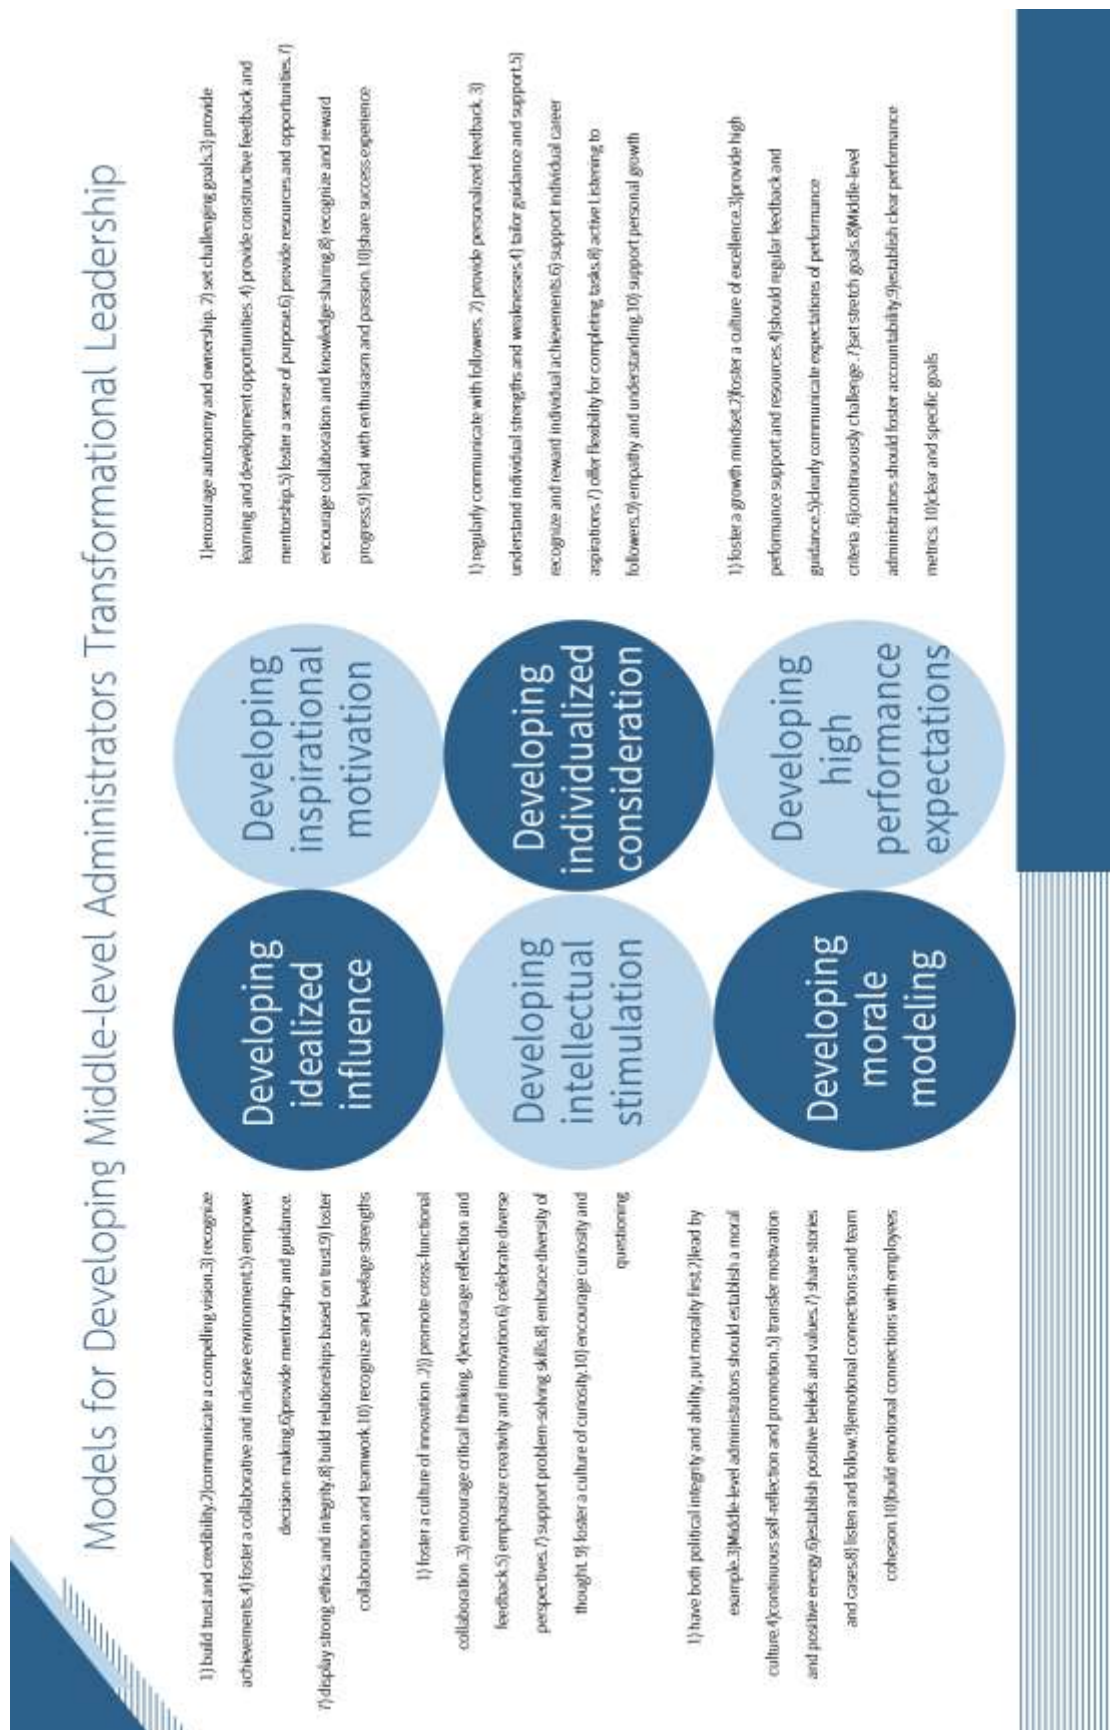 Models for Developing Middle-level Administrators Transformational Leadership
1) build trust and credibility.2)communicate a compelling vision.3) recognize
achievements.4) foster a collaborative and inclusive environment.5) empower
decision-making.6)provide mentorship and guidance.
7) display strong ethics and integrity.8) build relationships based on trust.9) foster
collaboration and teamwork.10) recognize and levelage strengths
Developing
idealized
influence
Developing
inspirational
motivation
1)encourage autonomy and ownership. 2) set challenging goals.3) provide
learning and development opportunities. 4) provide constructive feedback and
mentorship.5) foster a sense of purpose.6) provide resources and opportunities. 7)
encourage collaboration and knowledge-sharing.8) recognize and reward
progress.9) lead with enthusiasm and passion. 10)share success experience
1) foster a culture of innovation .2)) promote cross-functional
collaboration .3) encourage critical thinking. 4)encourage reflection and
feedback.5) emphasize creativity and innovation.6) celebrate diverse
perspectives. 7) support problem-solving skills.8) embrace diversity of
thought. 9) foster a culture of curiosity.10) encourage curiosity and
questioning
Developing
intellectual
stimulation
Developing
individualized
consideration
1) regularly communicate with followers. 2) provide personalized feedback. 3)
understand individual strengths and weaknesses.4) tailor guidance and support.5)
recognize and reward individual achievements.6) support individual career
aspirations.7) offer flexibility for completing tasks.8) active Listening to
followers.9) empathy and understanding.10) support personal growth
1) have both political integrity and ability, put morality first.2)lead by
example.3)Middle-level administrators should establish a moral
culture.4)continuous self-reflection and promotion.5) transfer motivation
and positive energy.6)establish positive beliefs and values.7) share stories
and cases.8) listen and follow.9)emotional connections and team
cohesion.10)build emotional connections with employees
Developing
morale
modeling
Developing
high
performance
expectations
1) foster a growth mindset.2)foster a culture of excellence.3)provide high
performance support and resources.4)should regular feedback and
guidance.5)clearly communicate expectations of performance
criteria .6)continuously challenge .7)set stretch goals.8)Middle-level
administrators should foster accountability.9)establish clear performance
metrics. 10)clear and specific goals